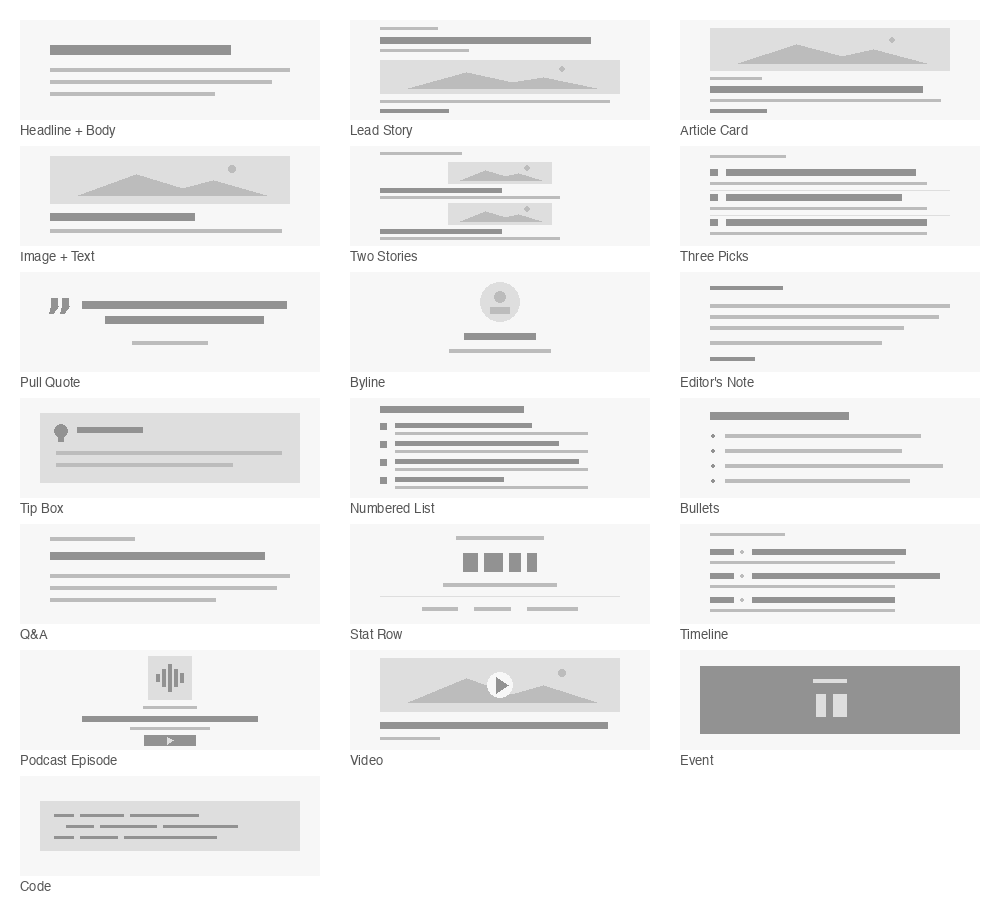 Headline + Body
Lead Story
Article Card
Image + Text
Two Stories
Three Picks
Pull Quote
Byline
Editor's Note
Tip Box
Numbered List
Bullets
Q&A
Stat Row
Timeline
Podcast Episode
Video
Event
Code